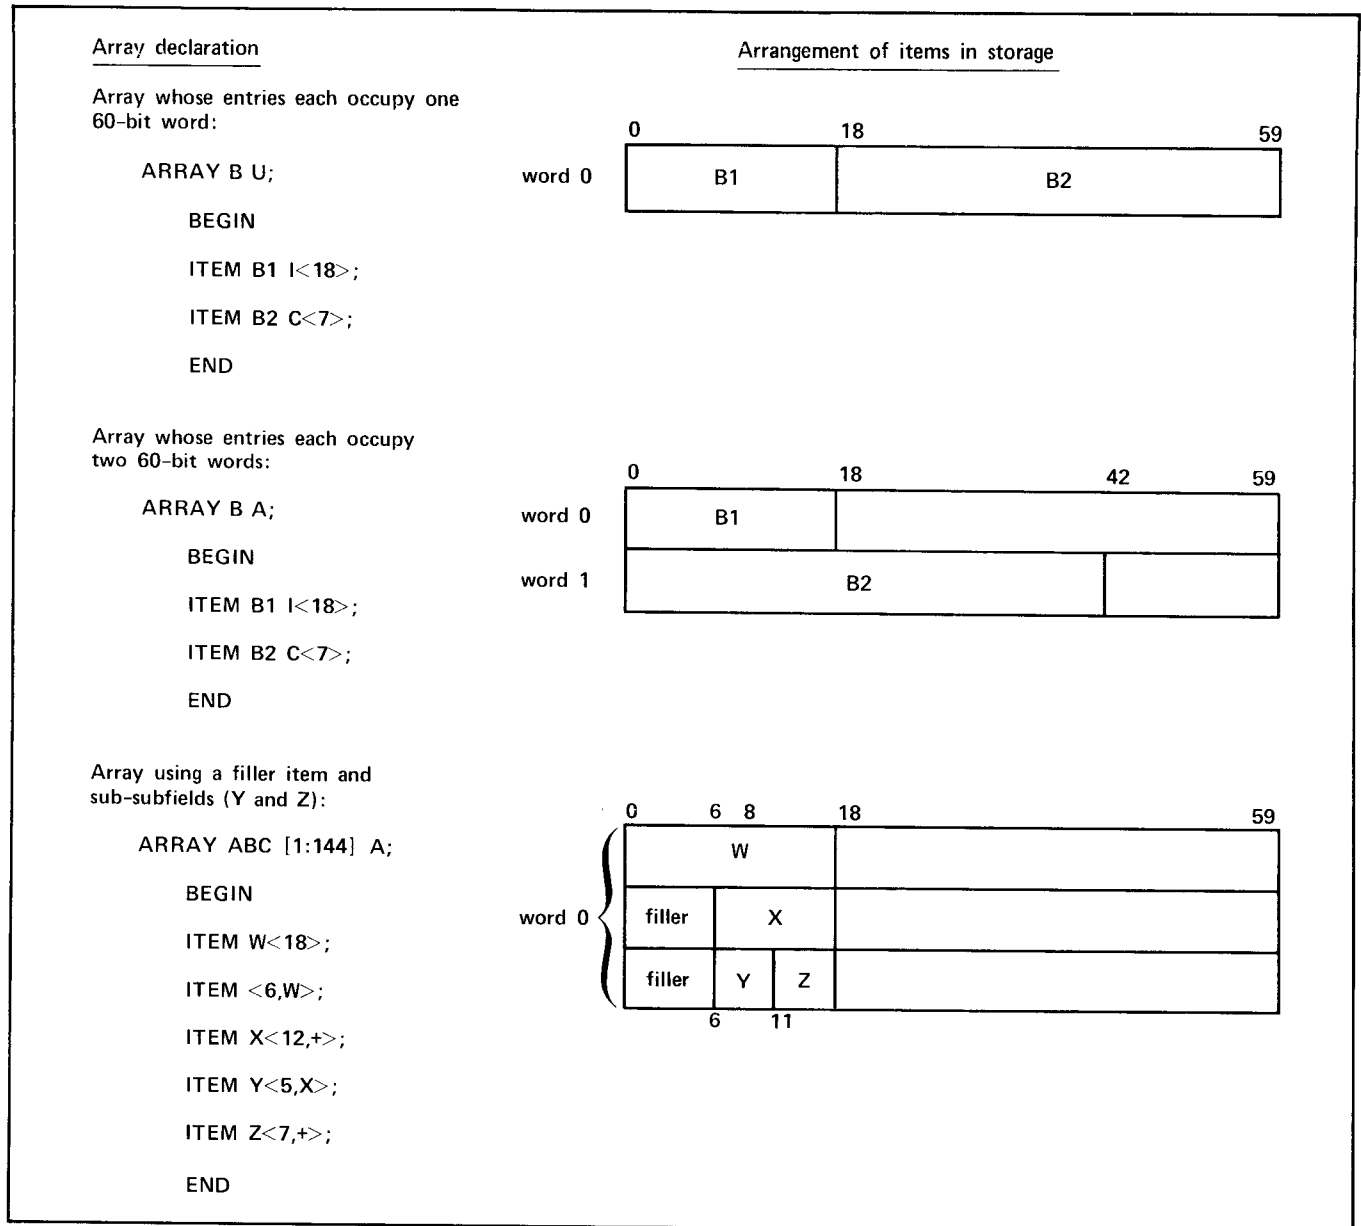 Array declaration
Arrangement of items in storage
Array whose entries each occupy one
60-bit word:
ARRAY B U;
BEGIN
ITEM B1 I<18>;
ITEM B2 C<7>;
END
0 18 59
word 0 B1 B2
Array whose entries each occupy
two 60-bit words:
ARRAY B A;
BEGIN
ITEM B1 I<18>;
ITEM B2 C<7>;
END
0 18 42 59
word 0 B1
word 1 B2
Array using a filler item and
sub-subfields (Y and Z):
ARRAY ABC [1:144] A;
BEGIN
ITEM W<18>;
ITEM <6,W>;
ITEM X<12,+>;
ITEM Y<5,X>;
ITEM Z<7,+>;
END
0 6 8 18 59
W
word 0 filler X
filler Y Z
6 11